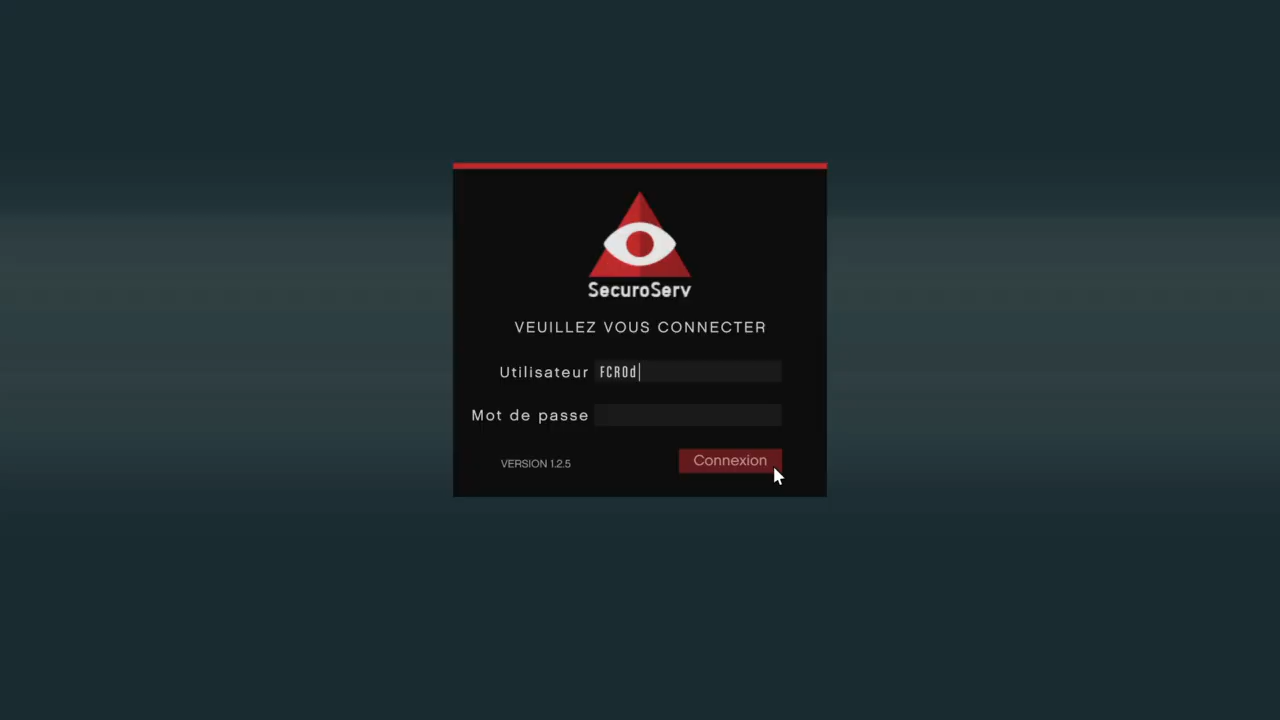 SecuroServ
VEUILLEZ VOUS CONNECTER
Utilisateur FCR0d
Mot de passe
VERSION 1.2.5 Connexion